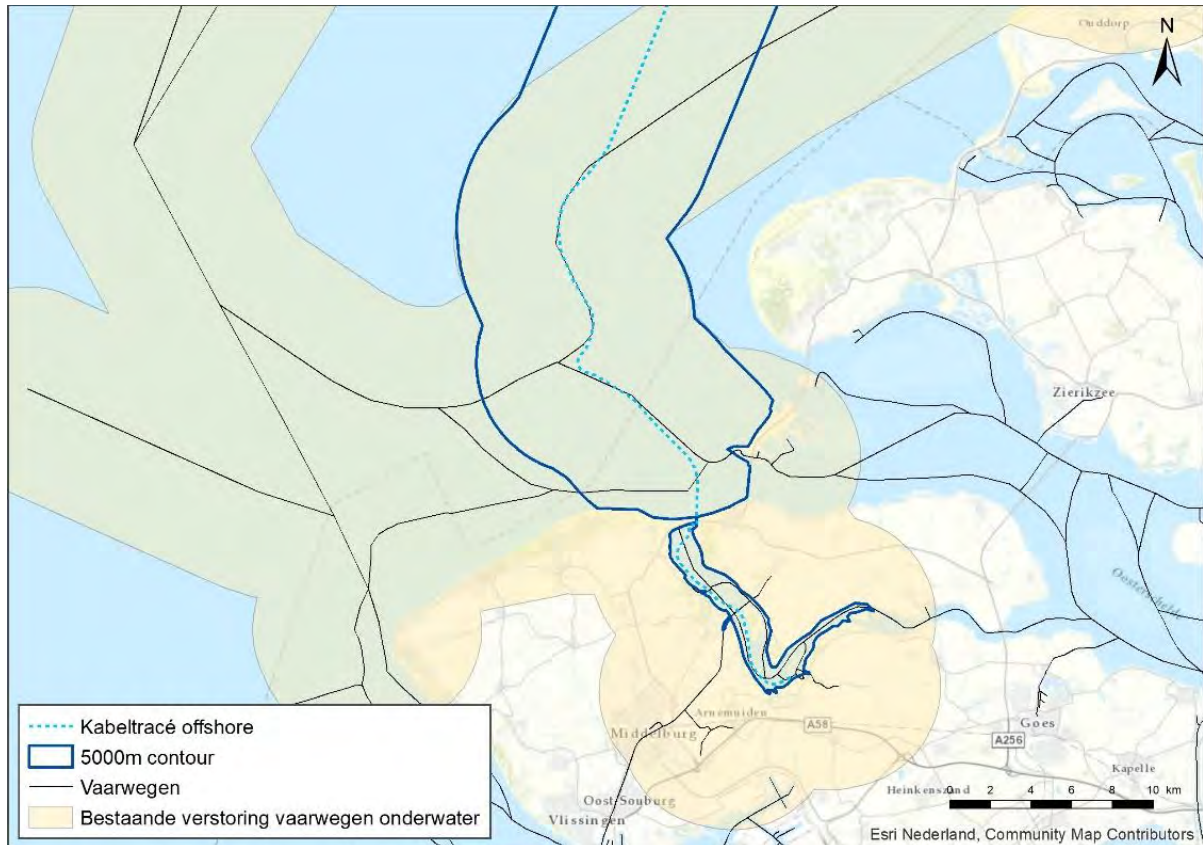 Ouddorp
N
Zierikzee
Oosterschelde
Arnemuiden
A58
Middelburg
Goes
A256
Kapelle
Heinkenszand
Oost-Souburg
Vlissingen
0 2 4 6 8 10 km
Kabeltracé offshore
5000m contour
Vaarwegen
Bestaande verstoring vaarwegen onderwater
Esri Nederland, Community Map Contributors